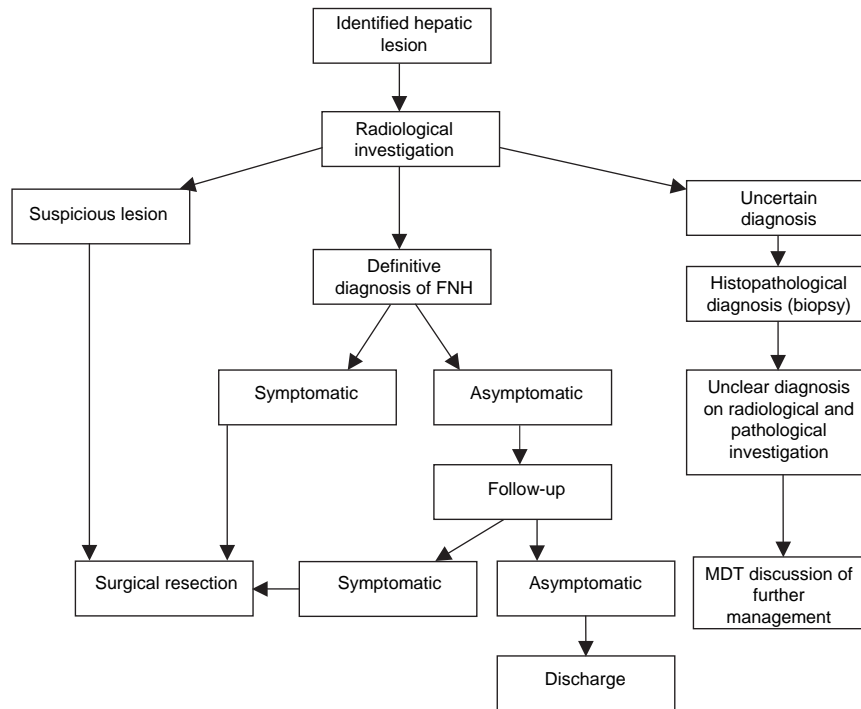 Identified hepatic
lesion
Radiological
investigation
Suspicious lesion
Uncertain
diagnosis
Definitive
diagnosis of FNH
Histopathological
diagnosis (biopsy)
Symptomatic
Asymptomatic
Unclear diagnosis
on radiological and
pathological
investigation
Follow-up
Surgical resection
Symptomatic
Asymptomatic
MDT discussion of
further
management
Discharge